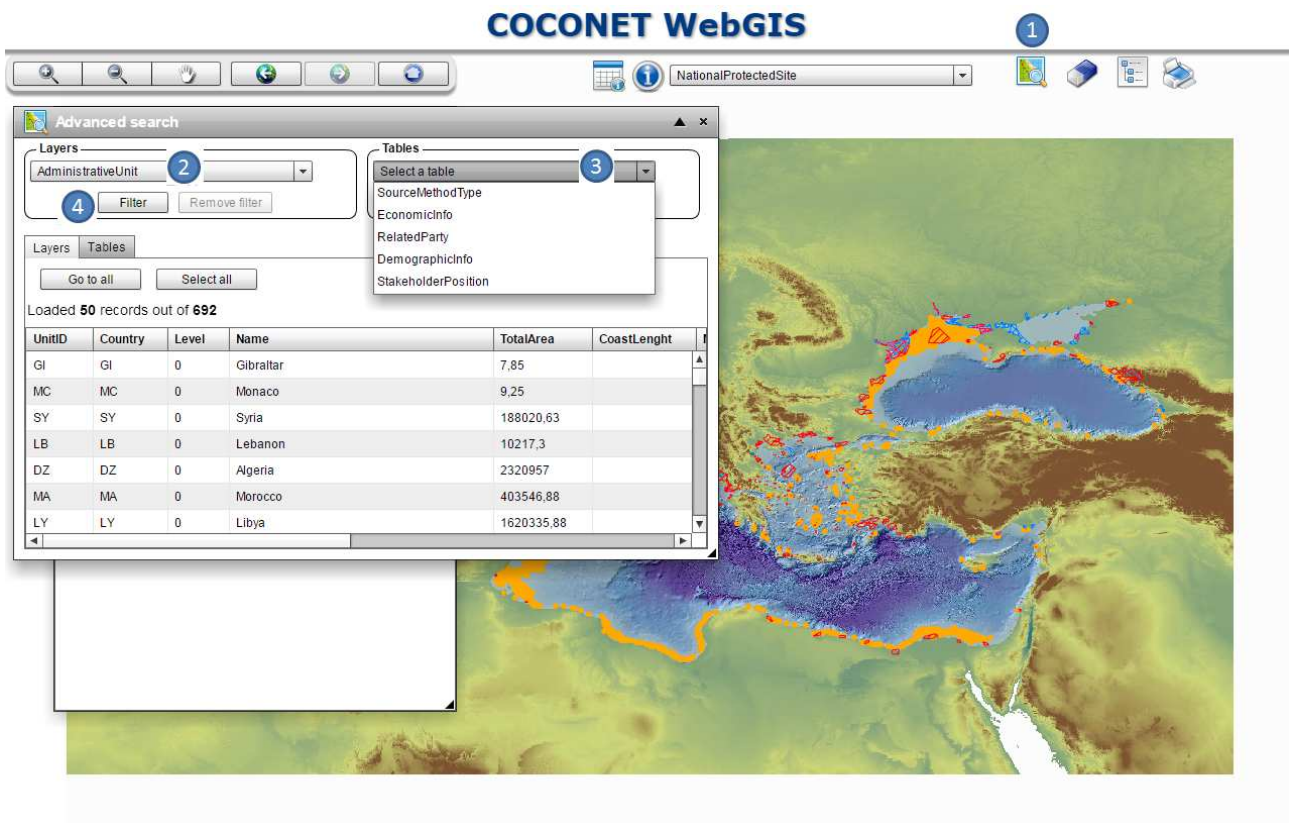 COCONET WebGIS
1
NationalProtectedSite
Advanced search
Layers
Tables
AdministrativeUnit
2
Select a table
3
4
Filter
Remove filter
SourceMethodType
EconomicInfo
RelatedParty
DemographicInfo
StakeholderPosition
Layers
Tables
Go to all
Select all
Loaded 50 records out of 692
UnitID Country Level Name TotalArea CoastLenght
GI GI 0 Gibraltar 7,85
MC MC 0 Monaco 9,25
SY SY 0 Syria 188020,63
LB LB 0 Lebanon 10217,3
DZ DZ 0 Algeria 2320957
MA MA 0 Morocco 403546,88
LY LY 0 Libya 1620335,88